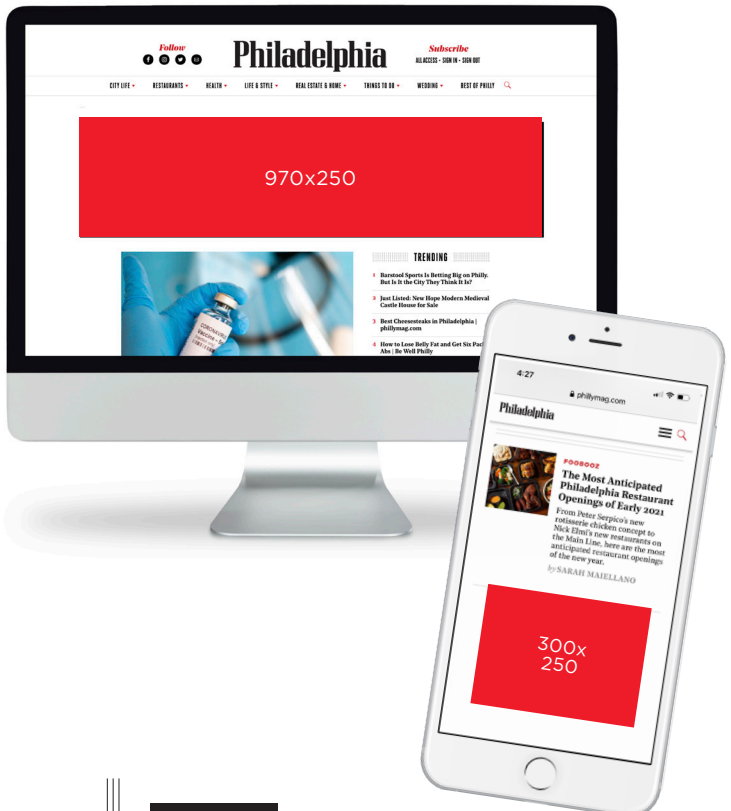 Follow
Philadelphia
Subscribe
ALL ACCESS • SIGN IN • SIGN OUT
CITY LIFE RESTAURANTS HEALTH LIFE & STYLE REAL ESTATE & HOME THINGS TO DO WEDDING BEST OF PHILLY
970x250
TRENDING
1 Barstool Sports Is Betting Big on Philly.
But Is It the City They Think It Is?
2 Just Listed: New Hope Modern Medieval
Castle House for Sale
3 Best Cheesesteaks in Philadelphia |
phillymag.com
4 How to Lose Belly Fat and Get Six Pack
Abs | Be Well Philly
CORONAVIRUS
Vaccine
4:27
phillymag.com
Philadelphia
FOOBOOZ
The Most Anticipated
Philadelphia Restaurant
Openings of Early 2021
From Peter Serpico's new
rotisserie chicken concept to
Nick Elmi's new restaurants on
the Main Line, here are the most
anticipated restaurant openings
of the new year.
by SARAH MAIELLANO
300x
250